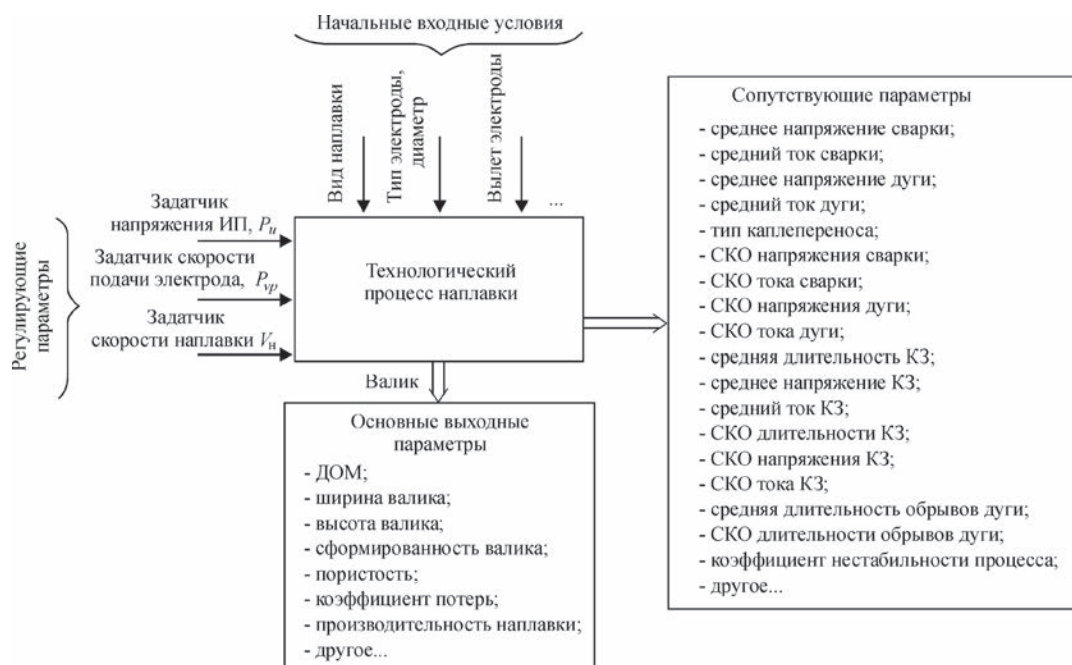 Начальные входные условия
Вид наплавки
Тип электроды,
диаметр
Вылет электроды
...
Регулирующие
параметры
Задатчик
напряжения ИП, Pи
Задатчик скорости
подачи электрода, Pvp
Задатчик
скорости наплавки Vн
Технологический
процесс наплавки
Валик
Основные выходные
параметры
- ДОМ;
- ширина валика;
- высота валика;
- сформированность валика;
- пористость;
- коэффициент потерь;
- производительность наплавки;
- другое...
Сопутствующие параметры
- среднее напряжение сварки;
- средний ток сварки;
- среднее напряжение дуги;
- средний ток дуги;
- тип каплепереноса;
- СКО напряжения сварки;
- СКО тока сварки;
- СКО напряжения дуги;
- СКО тока дуги;
- средняя длительность КЗ;
- среднее напряжение КЗ;
- средний ток КЗ;
- СКО длительности КЗ;
- СКО напряжения КЗ;
- СКО тока КЗ;
- средняя длительность обрывов дуги;
- СКО длительности обрывов дуги;
- коэффициент нестабильности процесса;
- другое...